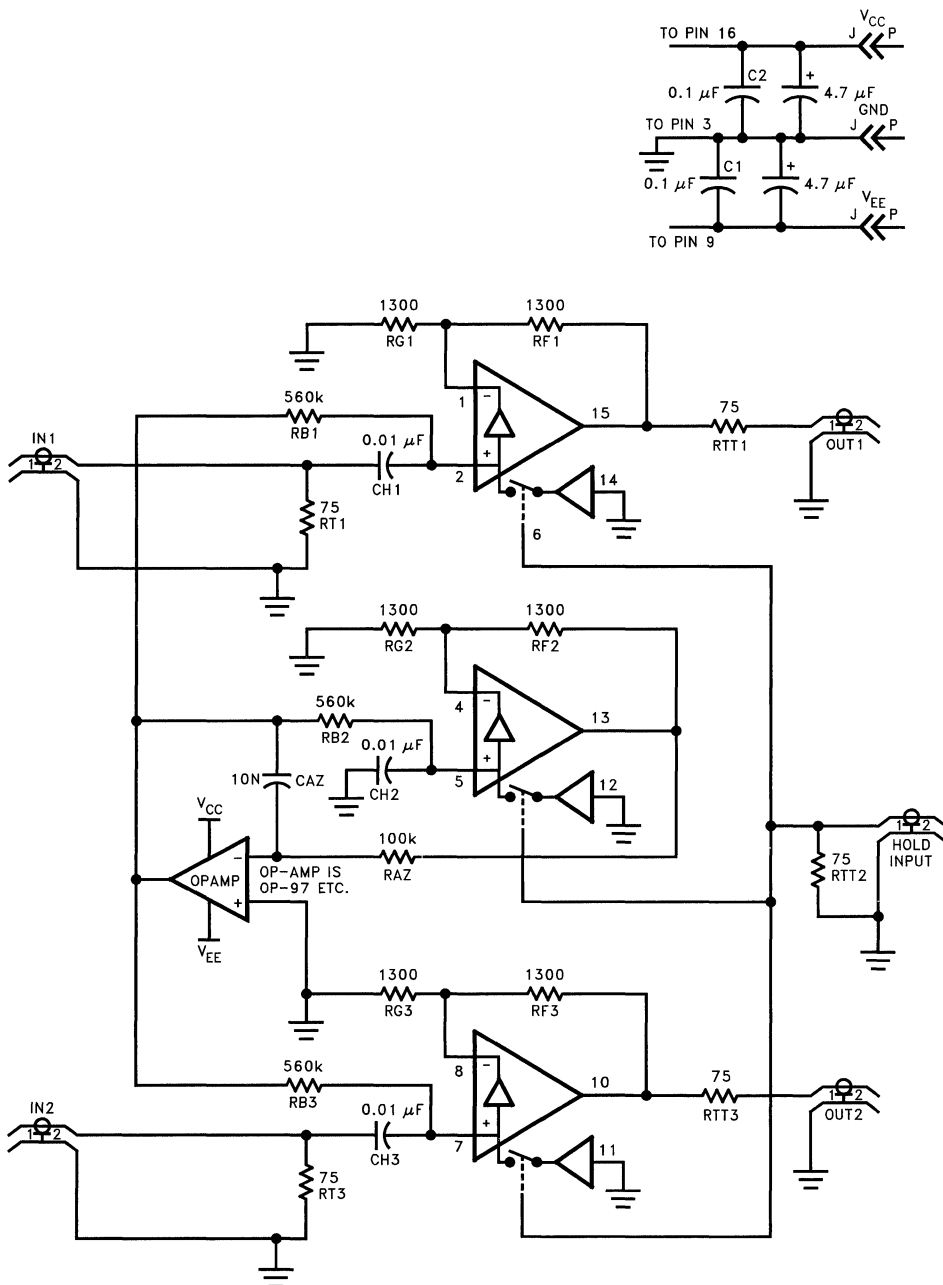 VCC
TO PIN 16
J P
C2
+
0.1 µF
4.7 µF
GND
TO PIN 3
J P
C1
+
0.1 µF
4.7 µF
VEE
J P
TO PIN 9
1300
1300
RG1
RF1
560k
1
-
15
75
RB1
0.01 µF
RTT1
1 2
OUT1
IN1
1 2
+
2
CH1
14
75
RT1
6
1300
1300
RG2
RF2
560k
4
-
13
RB2
0.01 µF
+
10N
CAZ
CH2
5
12
VCC
100k
1 2
HOLD
INPUT
-
RAZ
OPAMP
OP-AMP IS
OP-97 ETC.
75
RTT2
+
VEE
1300
1300
RG3
RF3
560k
8
-
10
75
RB3
RTT3
1 2
OUT2
IN2
0.01 µF
1 2
+
7
CH3
11
75
RT3